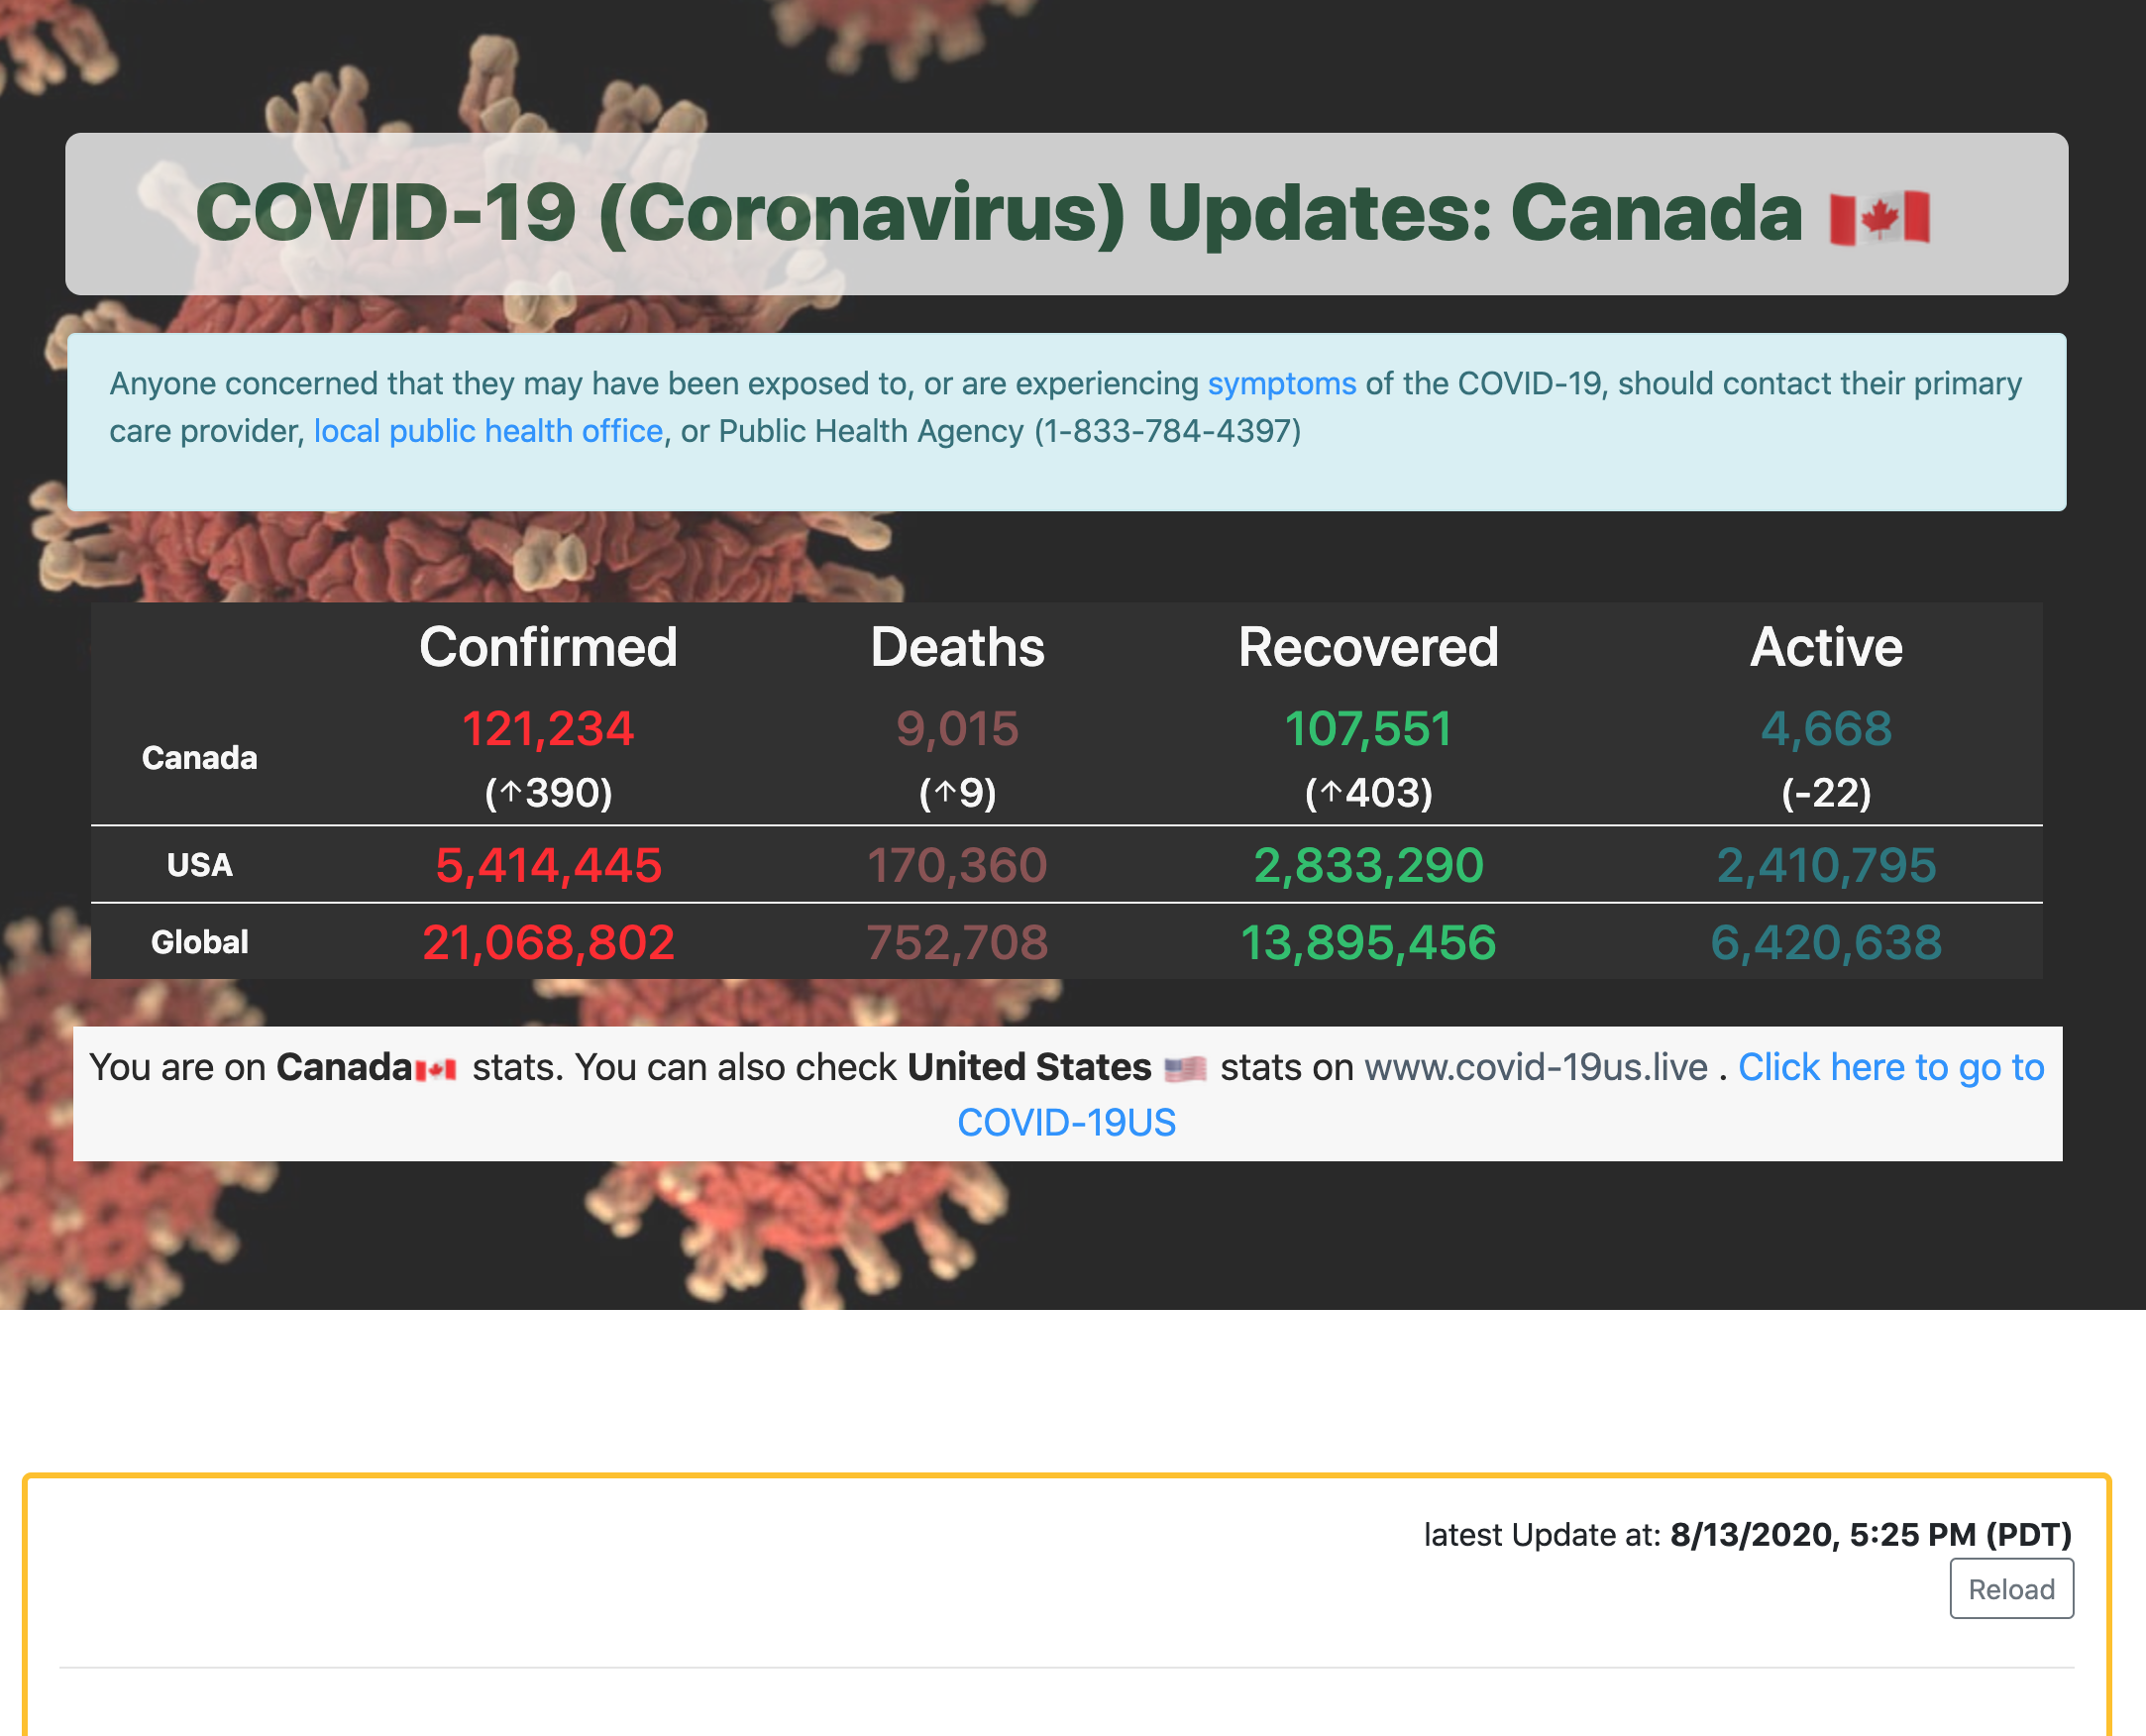 COVID-19 (Coronavirus) Updates: Canada 🇨🇦
Anyone concerned that they may have been exposed to, or are experiencing symptoms of the COVID-19, should contact their primary
care provider, local public health office, or Public Health Agency (1-833-784-4397)
Confirmed Deaths Recovered Active
Canada 121,234 9,015 107,551 4,668
(↑390) (↑9) (↑403) (-22)
USA 5,414,445 170,360 2,833,290 2,410,795
Global 21,068,802 752,708 13,895,456 6,420,638
You are on Canada🇨🇦 stats. You can also check United States 🇺🇸 stats on www.covid-19us.live . Click here to go to
COVID-19US
latest Update at: 8/13/2020, 5:25 PM (PDT)
Reload